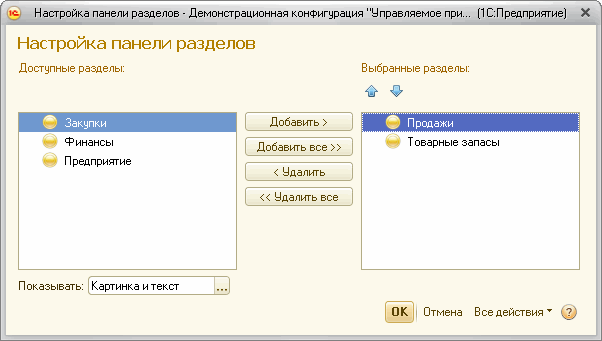 Настройка панели разделов - Демонстрационная конфигурация "Управляемое при... (1С:Предприятие)
Настройка панели разделов
Доступные разделы:
Выбранные разделы:
Закупки
Финансы
Предприятие
Добавить >
Добавить все >>
< Удалить
<< Удалить все
Продажи
Товарные запасы
Показывать: Картинка и текст ...
OK Отмена Все действия ?